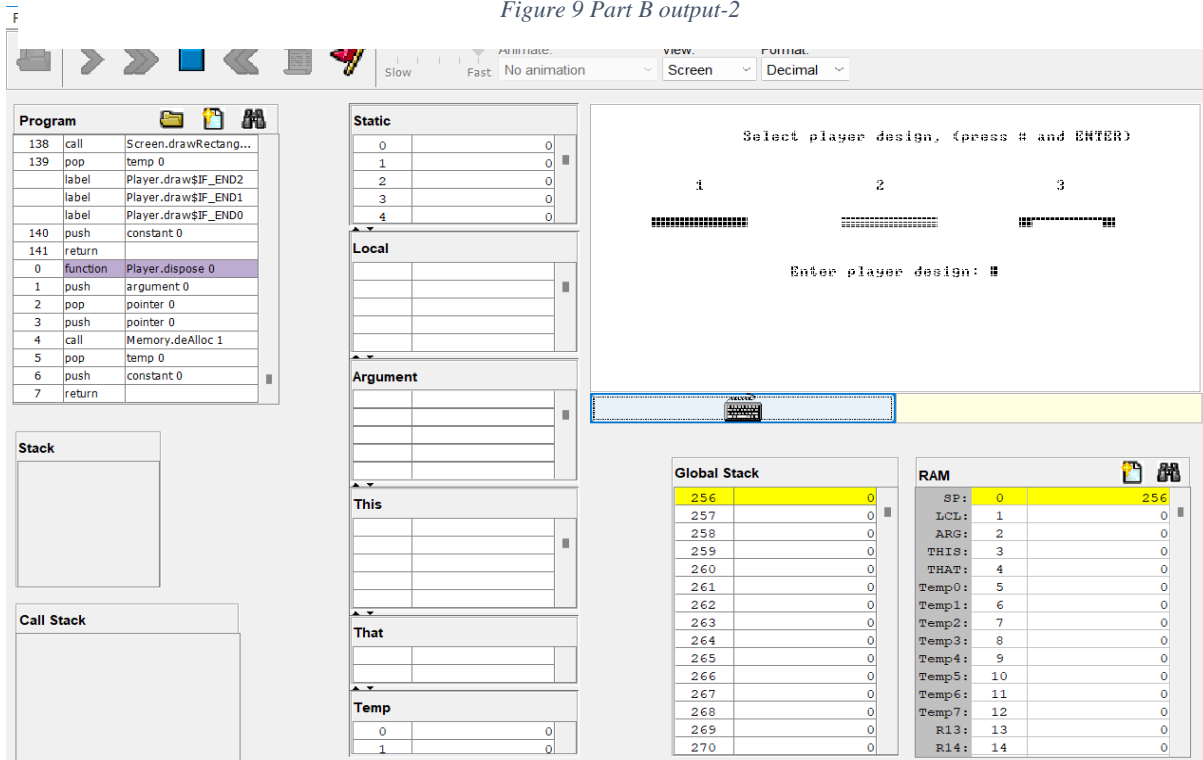 Figure 9 Part B output-2
F
Animate:
View:
Format:
Slow
Fast
No animation
Screen
Decimal
Program
138 call Screen.drawRectang...
139 pop temp 0
label Player.draw$IF_END2
label Player.draw$IF_END1
label Player.draw$IF_END0
140 push constant 0
141 return
0 function Player.dispose 0
1 push argument 0
2 pop pointer 0
3 push pointer 0
4 call Memory.deAlloc 1
5 pop temp 0
6 push constant 0
7 return
Stack
Call Stack
Static
0 0
1 0
2 0
3 0
4 0
Local
Argument
This
That
Temp
0 0
1 0
Select player design, (press # and ENTER)
1 2 3
Enter player design:
Global Stack
256 0
257 0
258 0
259 0
260 0
261 0
262 0
263 0
264 0
265 0
266 0
267 0
268 0
269 0
270 0
RAM
SP: 0 256
LCL: 1 0
ARG: 2 0
THIS: 3 0
THAT: 4 0
Temp0: 5 0
Temp1: 6 0
Temp2: 7 0
Temp3: 8 0
Temp4: 9 0
Temp5: 10 0
Temp6: 11 0
Temp7: 12 0
R13: 13 0
R14: 14 0